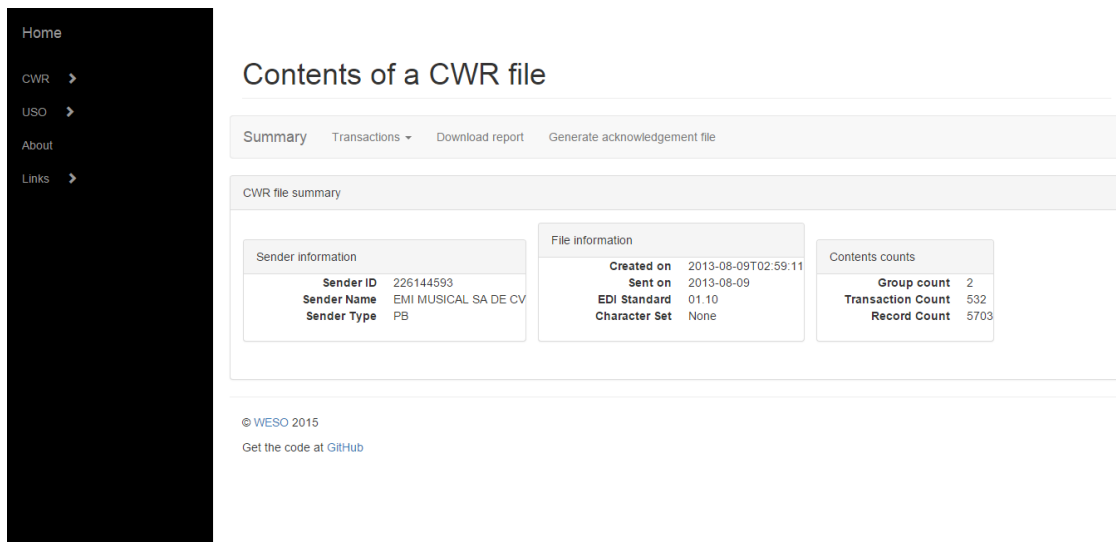 Home
CWR
USO
About
Links
Contents of a CWR file
Summary Transactions Download report Generate acknowledgement file
CWR file summary
Sender information
Sender ID 226144593
Sender Name EMI MUSICAL SA DE CV
Sender Type PB
File information
Created on 2013-08-09T02:59:11
Sent on 2013-08-09
EDI Standard 01.10
Character Set None
Contents counts
Group count 2
Transaction Count 532
Record Count 5703
© WESO 2015
Get the code at GitHub